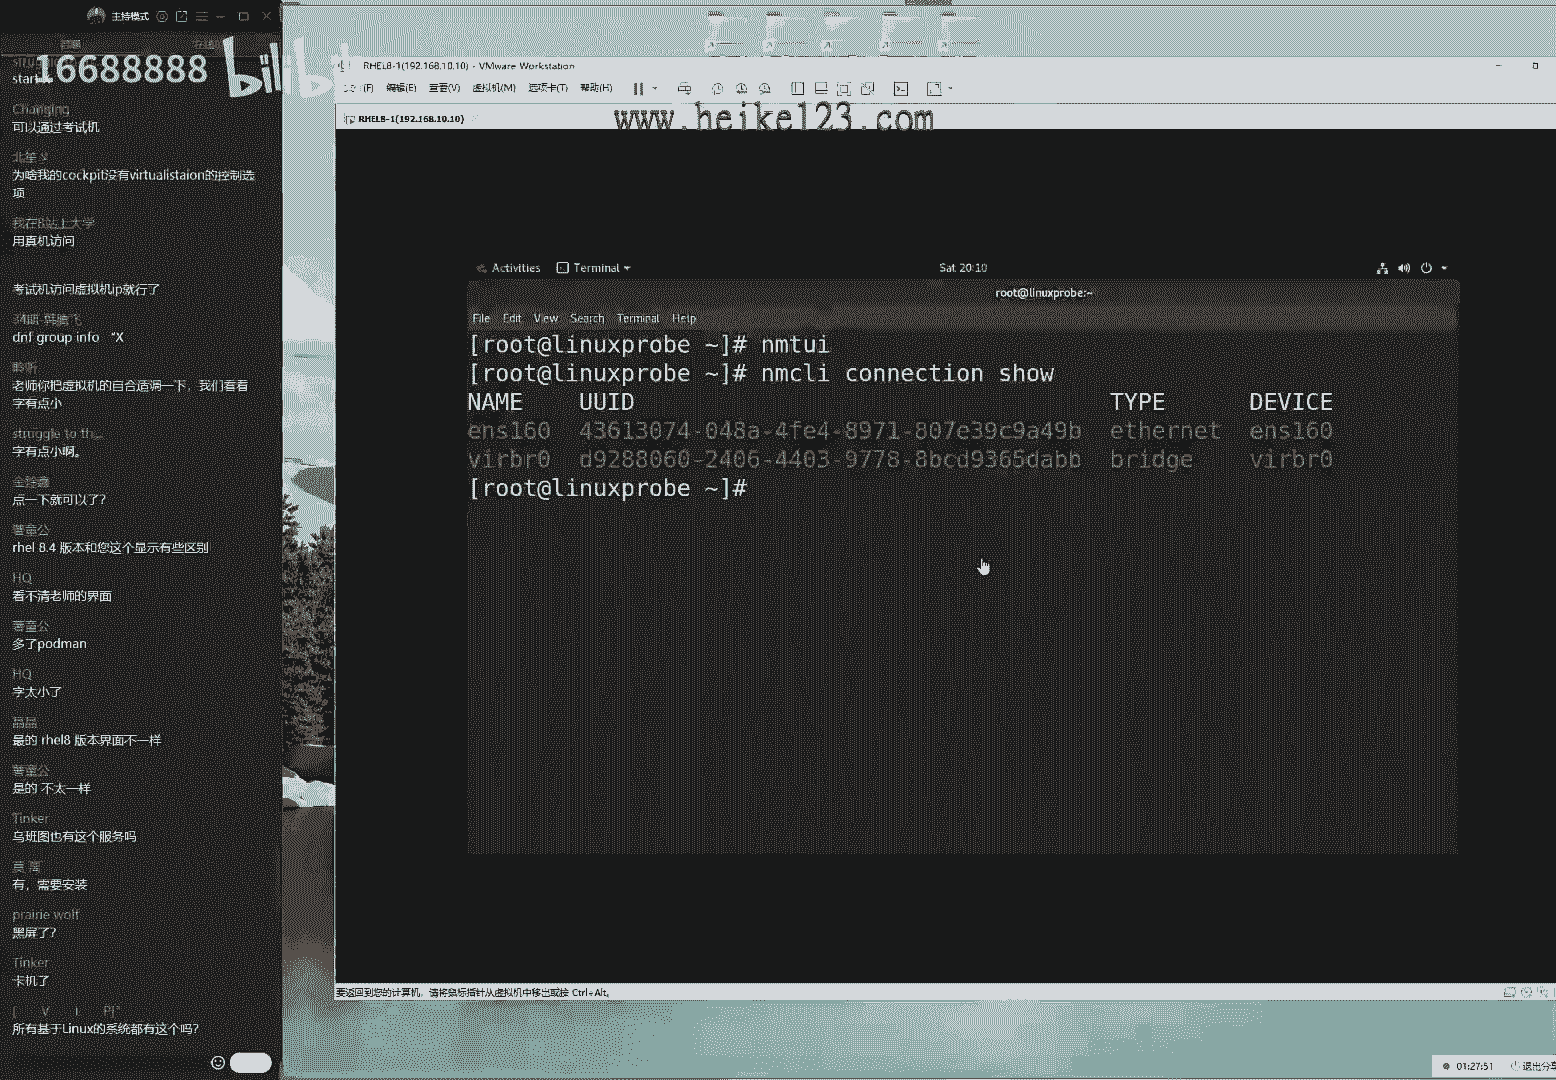 主持模式
16688888
start
Changing
可以通过考试机
为啥我的cockpit没有virtualistaion的控制选
项
我在B站上大学
用真机访问
考试机访问虚拟机ip就行了
dnf group info “X
聆听
老师你把虚拟机的自合适调一下，我们看看
字有点小
struggle to th...
字有点小啊。
点一下就可以了？
薯童公
rhel 8.4 版本和您这个显示有些区别
HQ
看不清老师的界面
薯童公
多了podman
HQ
字太小了
最的 rhel8 版本界面不一样
薯童公
是的 不太一样
Tinker
乌班图也有这个服务吗
有，需要安装
prairie wolf
黑屏了？
Tinker
卡机了
所有基于Linux的系统都有这个吗？
bilibili
RHEL8-1(192.168.10.10) - VMware Workstation
(F) 编辑(E) 查看(V) 虚拟机(M) 选项卡(T) 帮助(H)
RHEL8-1(192.168.10.10)
www.heike123.com
Activities Terminal Sat 20:10
root@linuxprobe:~
File Edit View Search Terminal Help
[root@linuxprobe ~]# nmtui
[root@linuxprobe ~]# nmcli connection show
NAME UUID TYPE DEVICE
ens160 43613074-048a-4fe4-8971-807e39c9a49b ethernet ens160
virbr0 d9288060-2406-4403-9778-8bcd9365dabb bridge virbr0
[root@linuxprobe ~]#
要返回到您的计算机，请将鼠标指针从虚拟机中移出或按 Ctrl+Alt。
01:27:51 退出分享